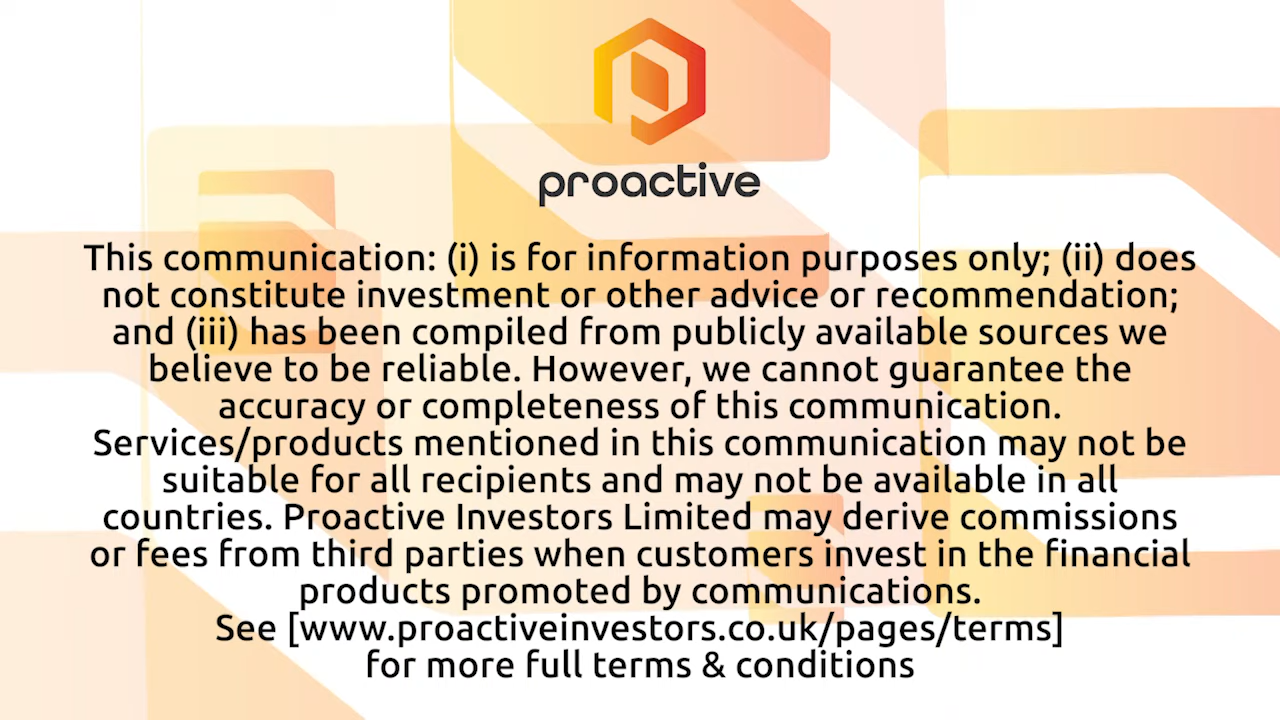 proactive
This communication: (i) is for information purposes only; (ii) does
not constitute investment or other advice or recommendation;
and (iii) has been compiled from publicly available sources we
believe to be reliable. However, we cannot guarantee the
accuracy or completeness of this communication.
Services/products mentioned in this communication may not be
suitable for all recipients and may not be available in all
countries. Proactive Investors Limited may derive commissions
or fees from third parties when customers invest in the financial
products promoted by communications.
See [www.proactiveinvestors.co.uk/pages/terms]
for more full terms & conditions